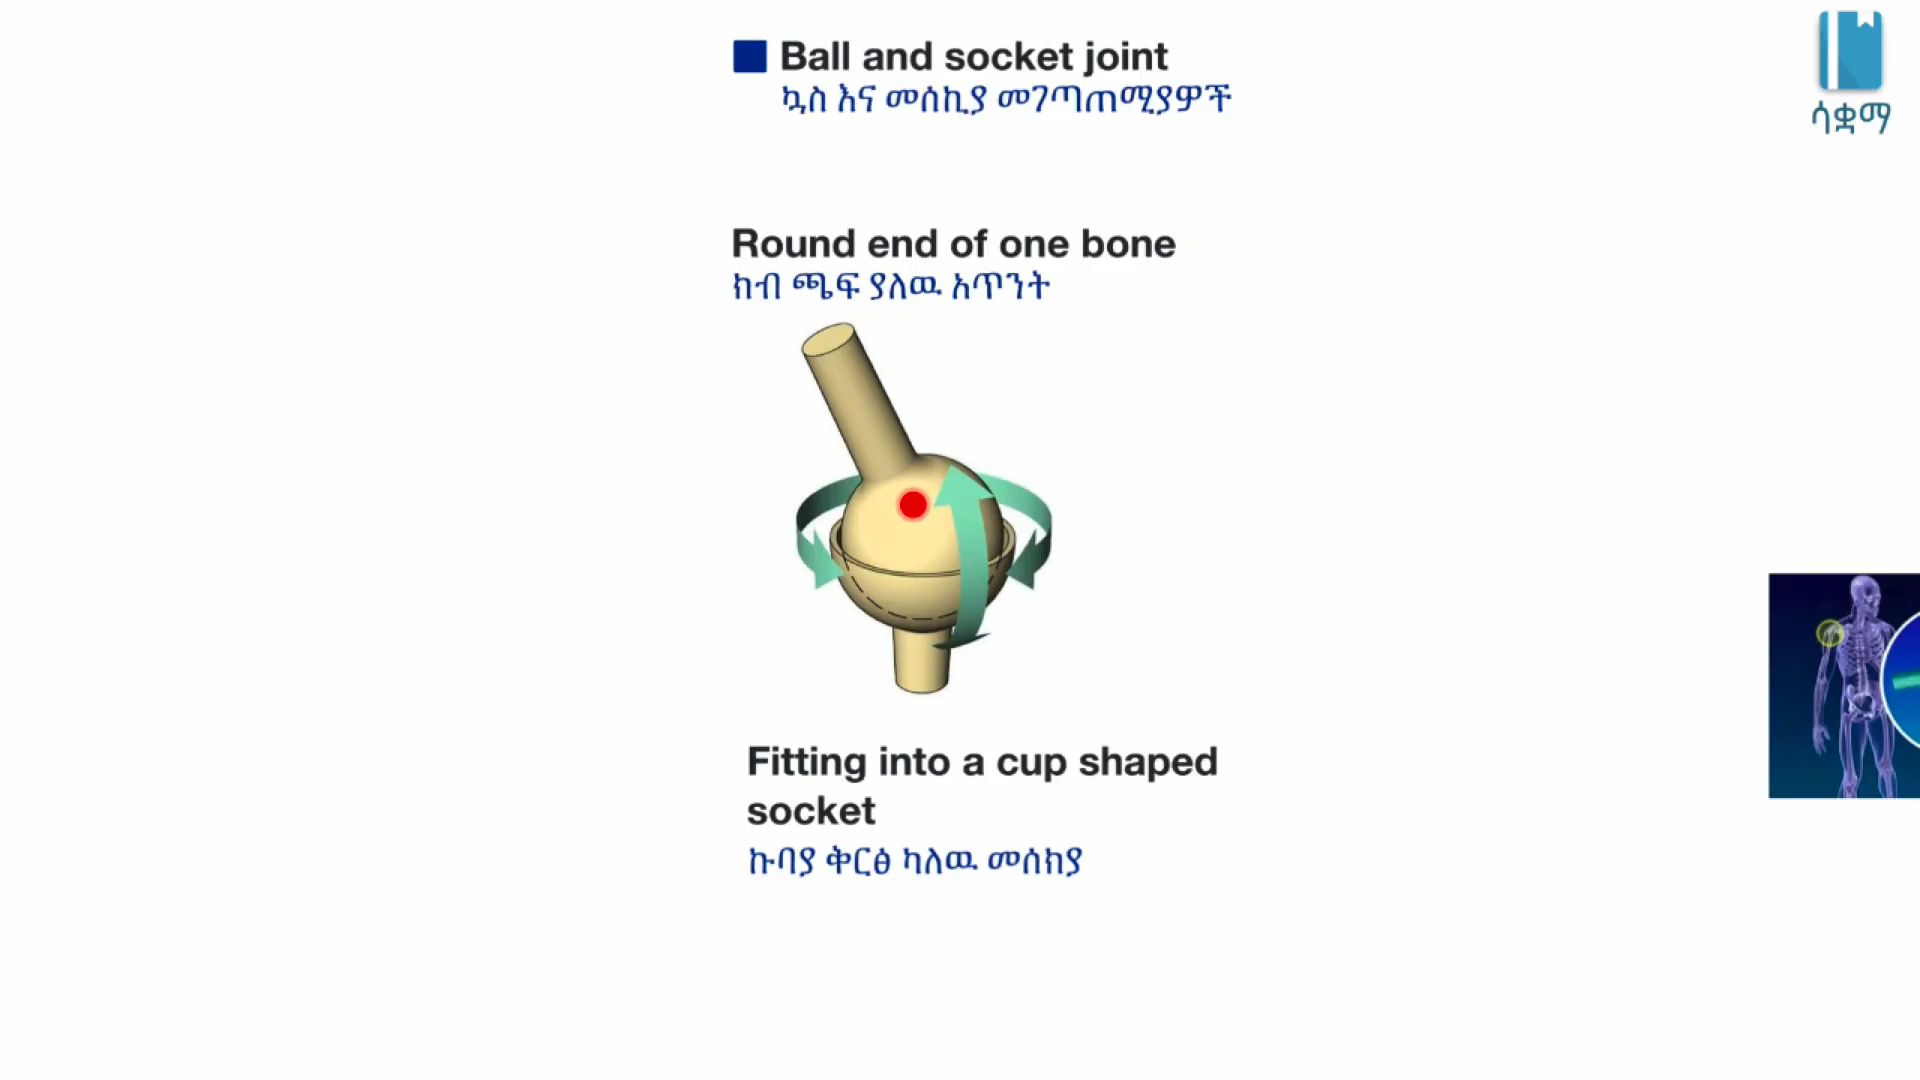 Ball and socket joint
ኳስ እና መሰኪያ መገጣጠሚያዎች
ሳቋማ
Round end of one bone
ክብ ጫፍ ያለዉ አጥንት
Fitting into a cup shaped
socket
ኩባያ ቅርፅ ካለዉ መሰክያ